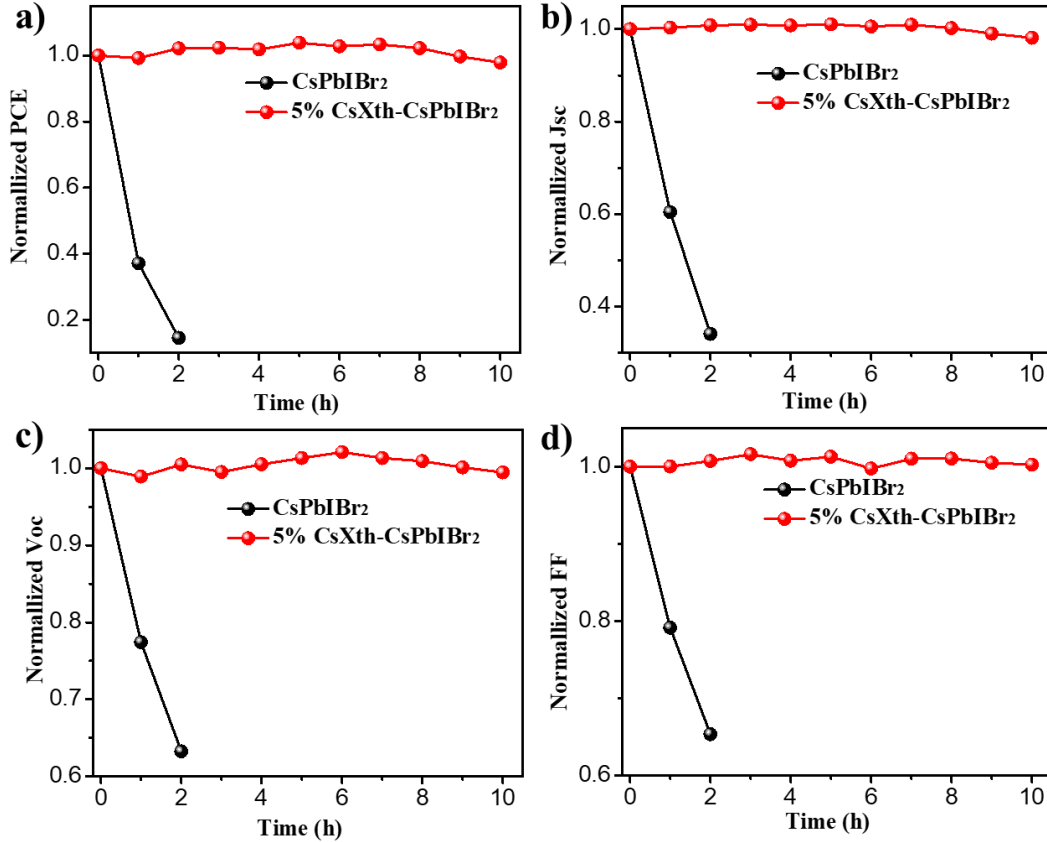 a)
Normallized PCE
1.0
0.8
0.6
0.4
0.2
CsPbIBr₂
5% CsXth-CsPbIBr₂
0 2 4 6 8 10
Time (h)
b)
Normallized Jsc
1.0
0.8
0.6
0.4
CsPbIBr₂
5% CsXth-CsPbIBr₂
0 2 4 6 8 10
Time (h)
c)
Normallized Voc
1.0
0.9
0.8
0.7
0.6
CsPbIBr₂
5% CsXth-CsPbIBr₂
0 2 4 6 8 10
Time (h)
d)
Normallized FF
1.0
0.8
0.6
CsPbIBr₂
5% CsXth-CsPbIBr₂
0 2 4 6 8 10
Time (h)